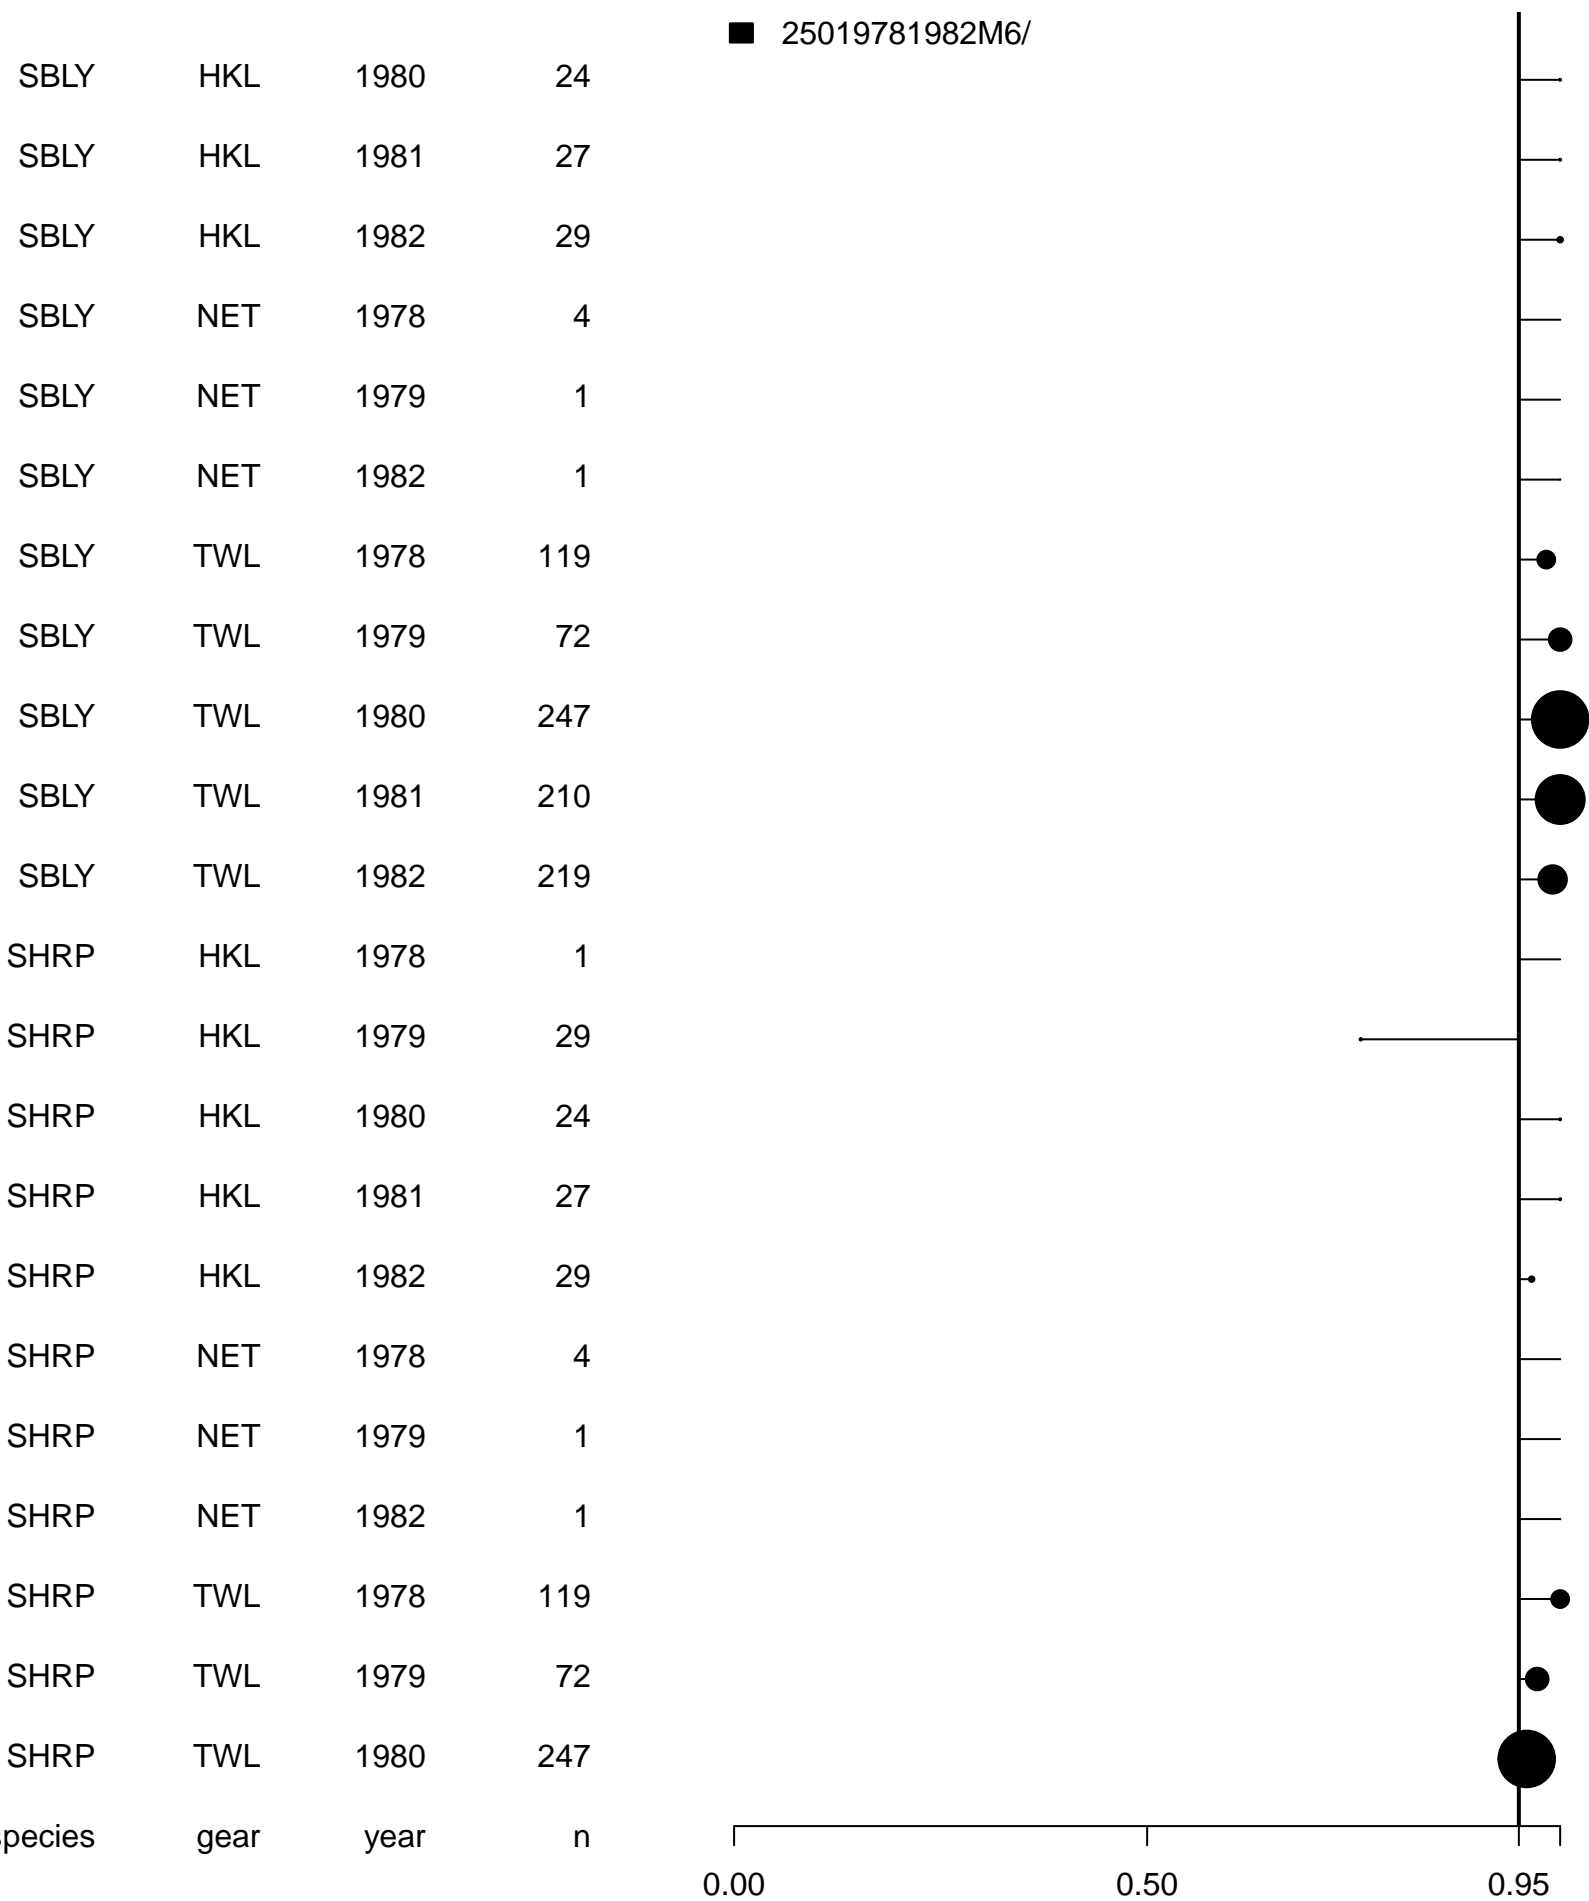 25019781982M6/
SBLY HKL 1980 24
SBLY HKL 1981 27
SBLY HKL 1982 29
SBLY NET 1978 4
SBLY NET 1979 1
SBLY NET 1982 1
SBLY TWL 1978 119
SBLY TWL 1979 72
SBLY TWL 1980 247
SBLY TWL 1981 210
SBLY TWL 1982 219
SHRP HKL 1978 1
SHRP HKL 1979 29
SHRP HKL 1980 24
SHRP HKL 1981 27
SHRP HKL 1982 29
SHRP NET 1978 4
SHRP NET 1979 1
SHRP NET 1982 1
SHRP TWL 1978 119
SHRP TWL 1979 72
SHRP TWL 1980 247
species gear year n
0.00 0.50 0.95